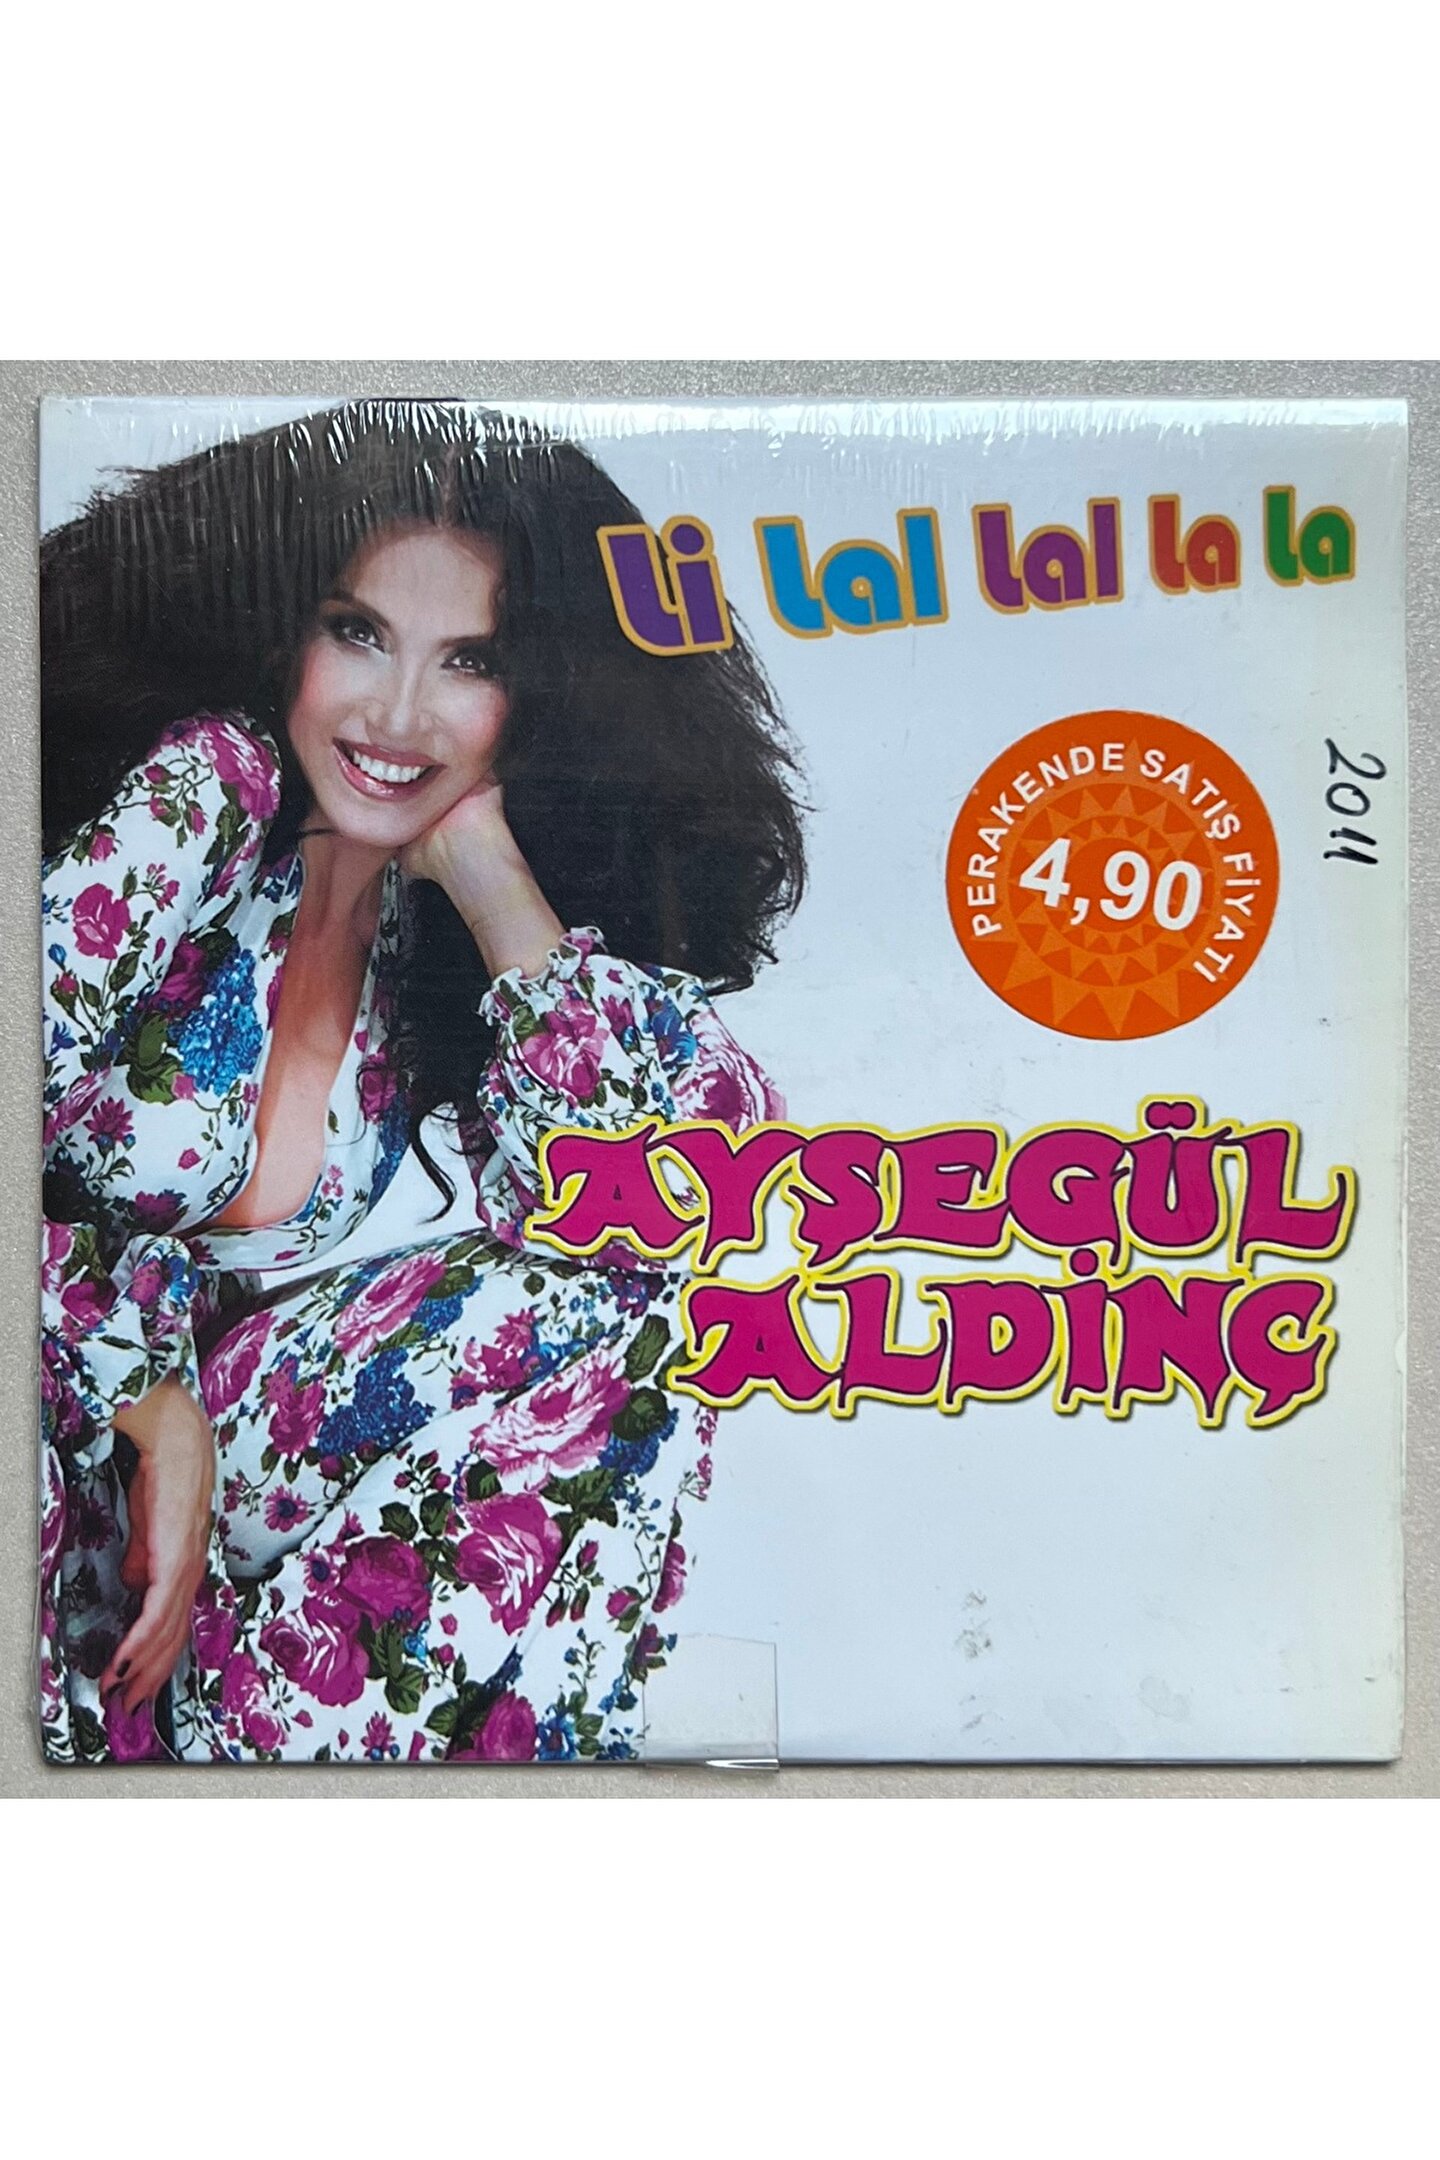 Li Lal Lal La La
PERAKENDE SATIŞ FİYATI
4,90
2011
AYŞEGÜL
ALDİNÇ